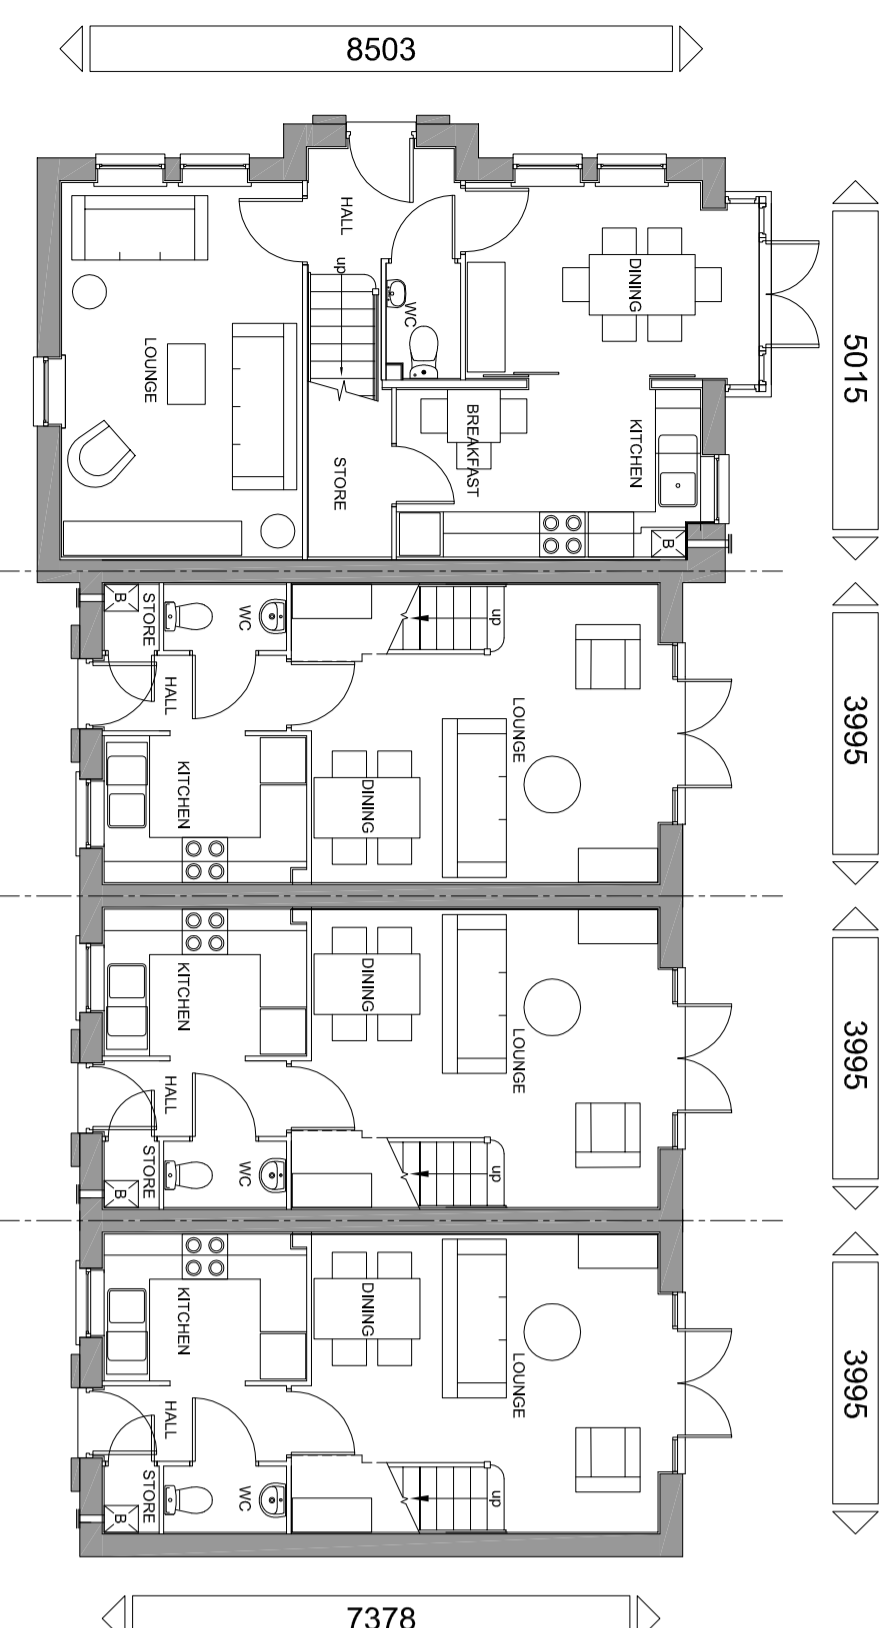 8503
HALL
up
WC
DINING
5015
LOUNGE
BREAKFAST
KITCHEN
STORE
B
B
STORE
WC
up
HALL
LOUNGE
3995
KITCHEN
DINING
KITCHEN
DINING
LOUNGE
3995
HALL
STORE
WC
up
B
KITCHEN
DINING
LOUNGE
3995
HALL
STORE
WC
up
B
7378